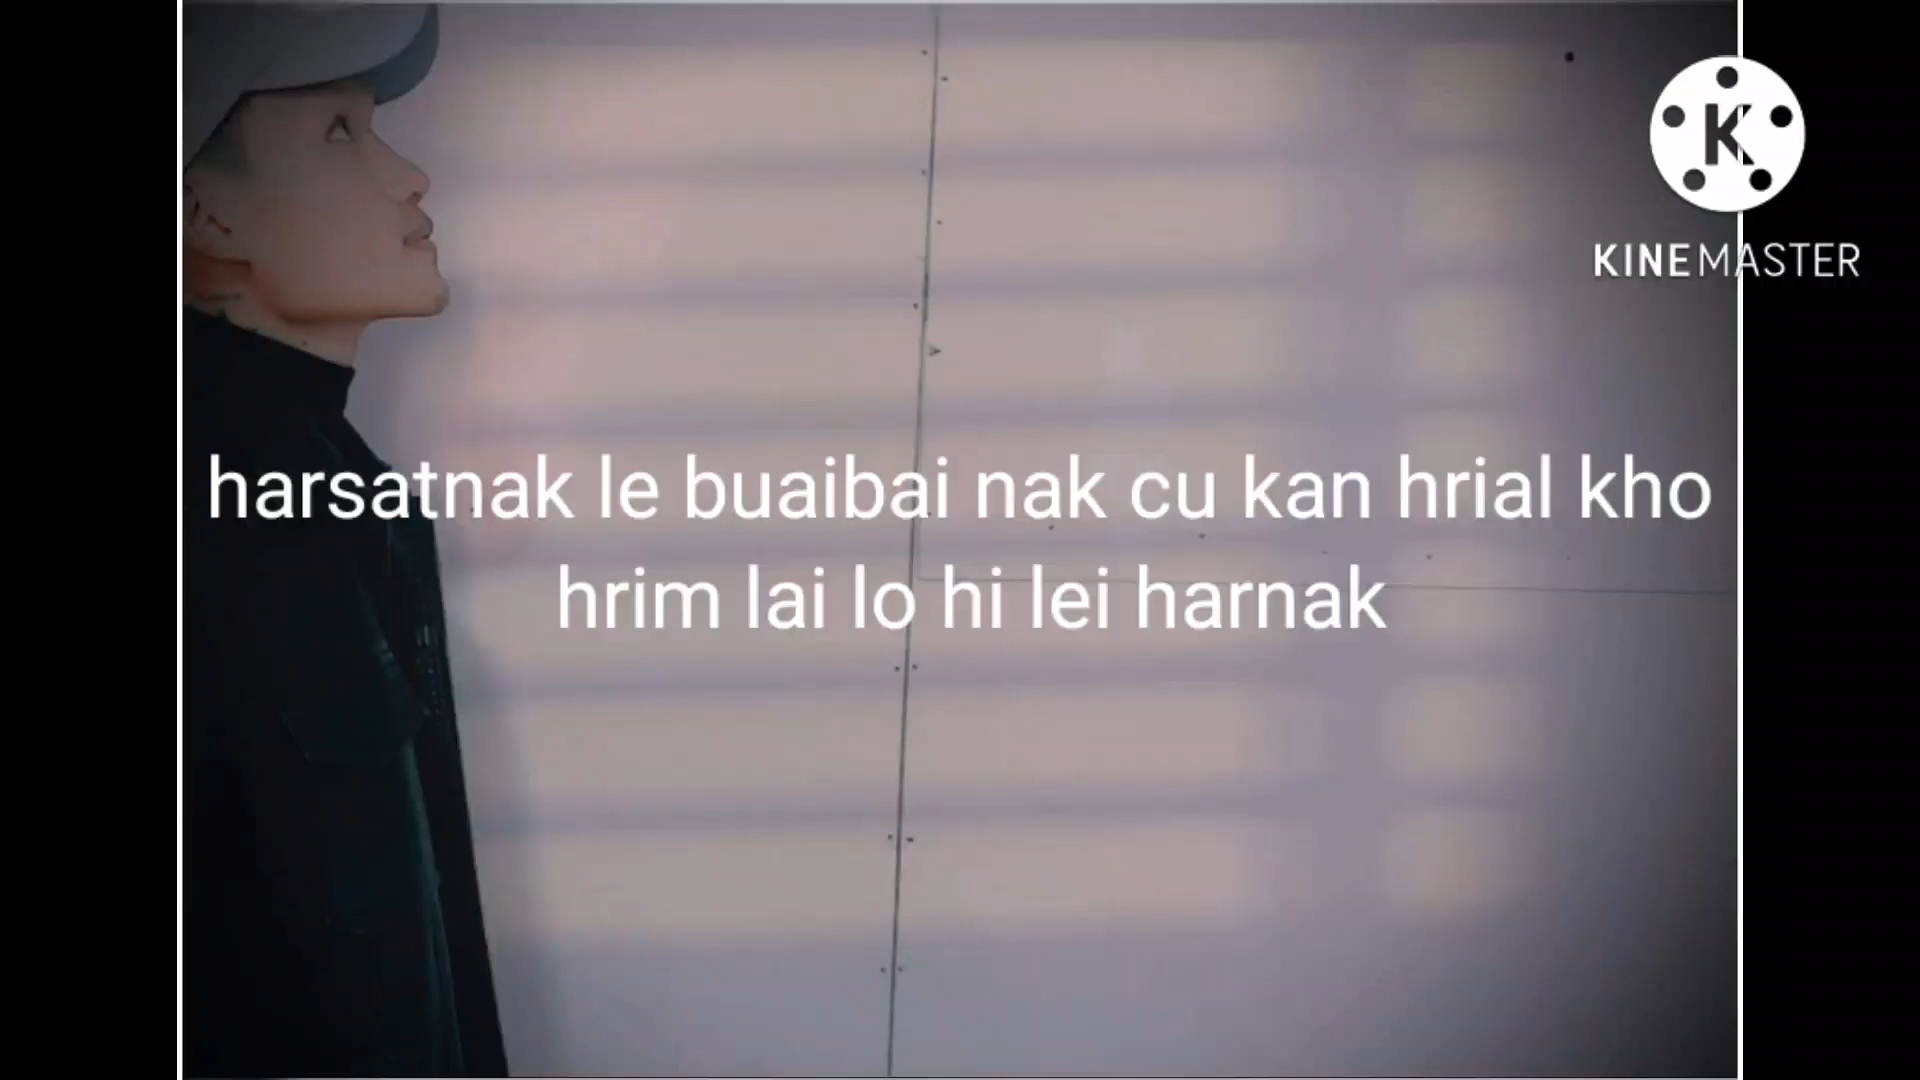 K
KINEMASTER
harsatnak le buaibai nak cu kan hrial kho
hrim lai lo hi lei harnak